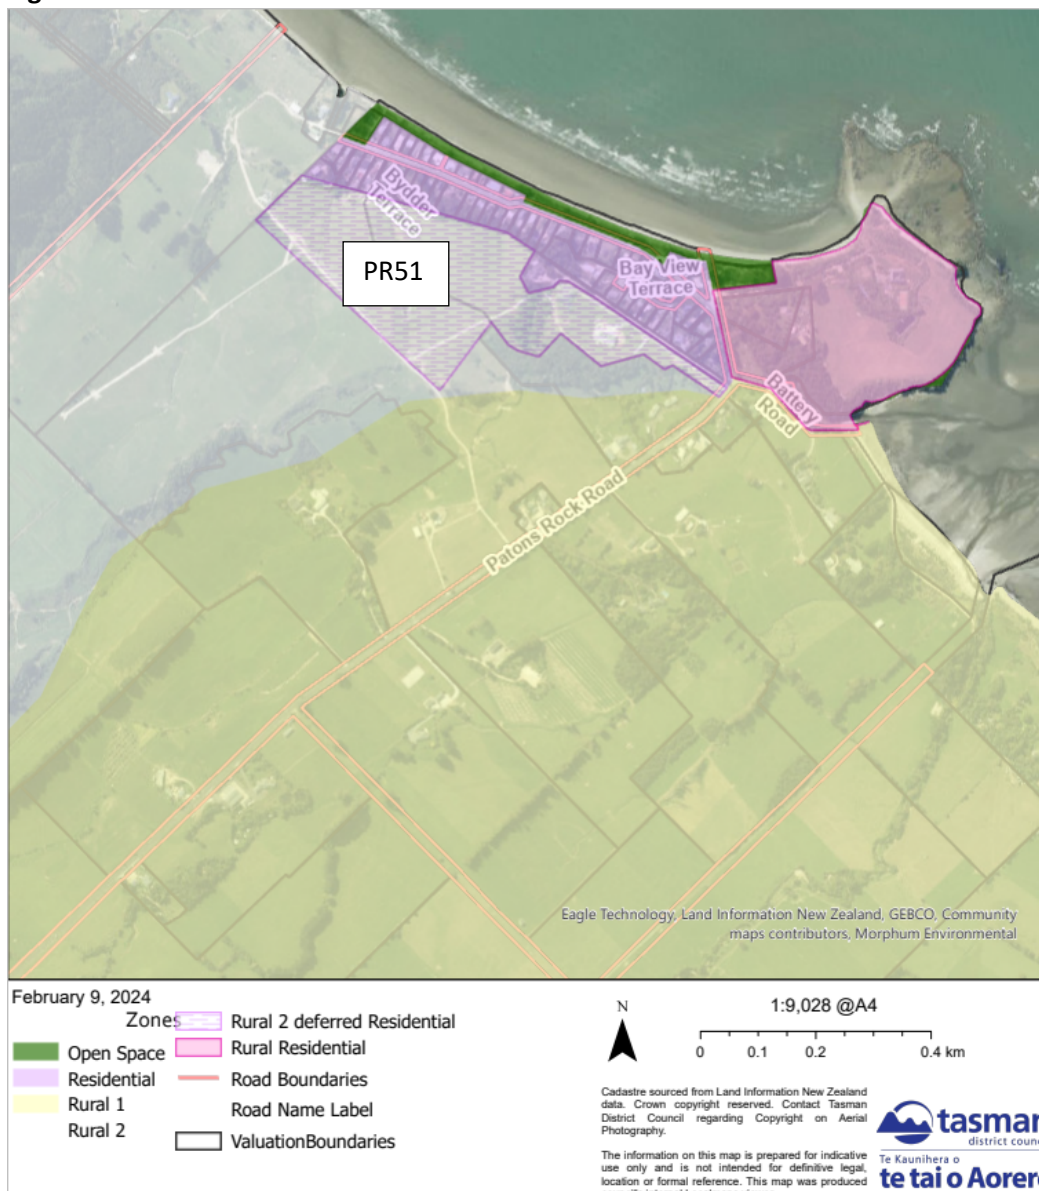 Bydder
Terrace
PR51
Bay View
Terrace
Battery
Road
Patons Rock Road
Eagle Technology, Land Information New Zealand, GEBCO, Community
maps contributors, Morphum Environmental
February 9, 2024
Zones
Open Space
Residential
Rural 1
Rural 2
Rural 2 deferred Residential
Rural Residential
Road Boundaries
Road Name Label
ValuationBoundaries
N
1:9,028 @A4
0 0.1 0.2 0.4 km
Cadastre sourced from Land Information New Zealand
data. Crown copyright reserved. Contact Tasman
District Council regarding Copyright on Aerial
Photography.
The information on this map is prepared for indicative
use only and is not intended for definitive legal,
location or formal reference. This map was produced
tasman
district counc
Te Kaunihera o
te tai o Aorere